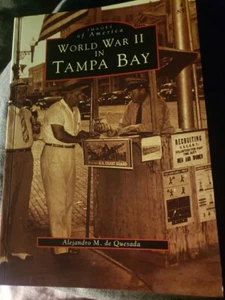 IMAGES
of America
WORLD WAR II
IN
TAMPA BAY
RECRUITING
MEN AND WOMEN
Alejandro M. de Quesada